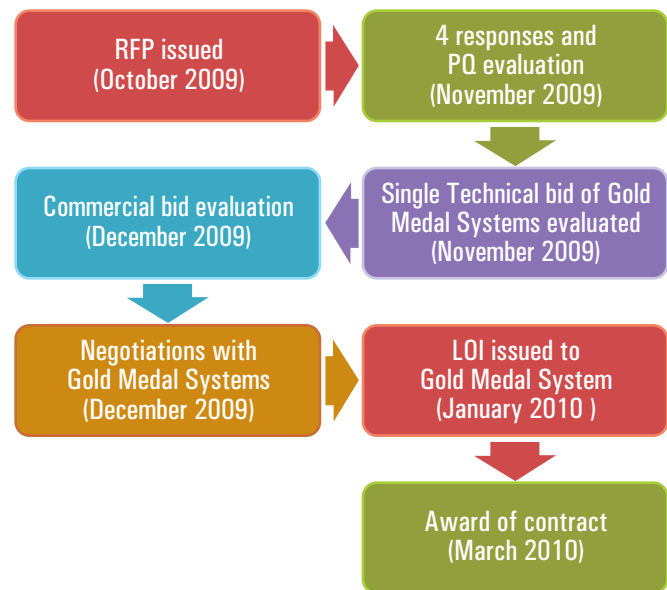 RFP issued
(October 2009)
4 responses and
PQ evaluation
(November 2009)
Single Technical bid of Gold
Medal Systems evaluated
(November 2009)
Commercial bid evaluation
(December 2009)
Negotiations with
Gold Medal Systems
(December 2009)
LOI issued to
Gold Medal System
(January 2010 )
Award of contract
(March 2010)